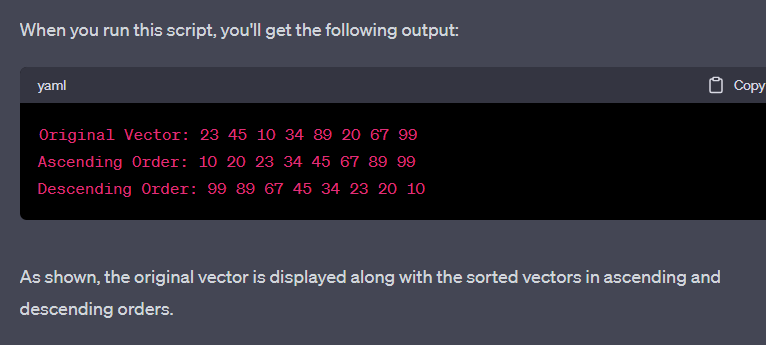 When you run this script, you'll get the following output:
yaml
Copy
Original Vector: 23 45 10 34 89 20 67 99
Ascending Order: 10 20 23 34 45 67 89 99
Descending Order: 99 89 67 45 34 23 20 10
As shown, the original vector is displayed along with the sorted vectors in ascending and
descending orders.